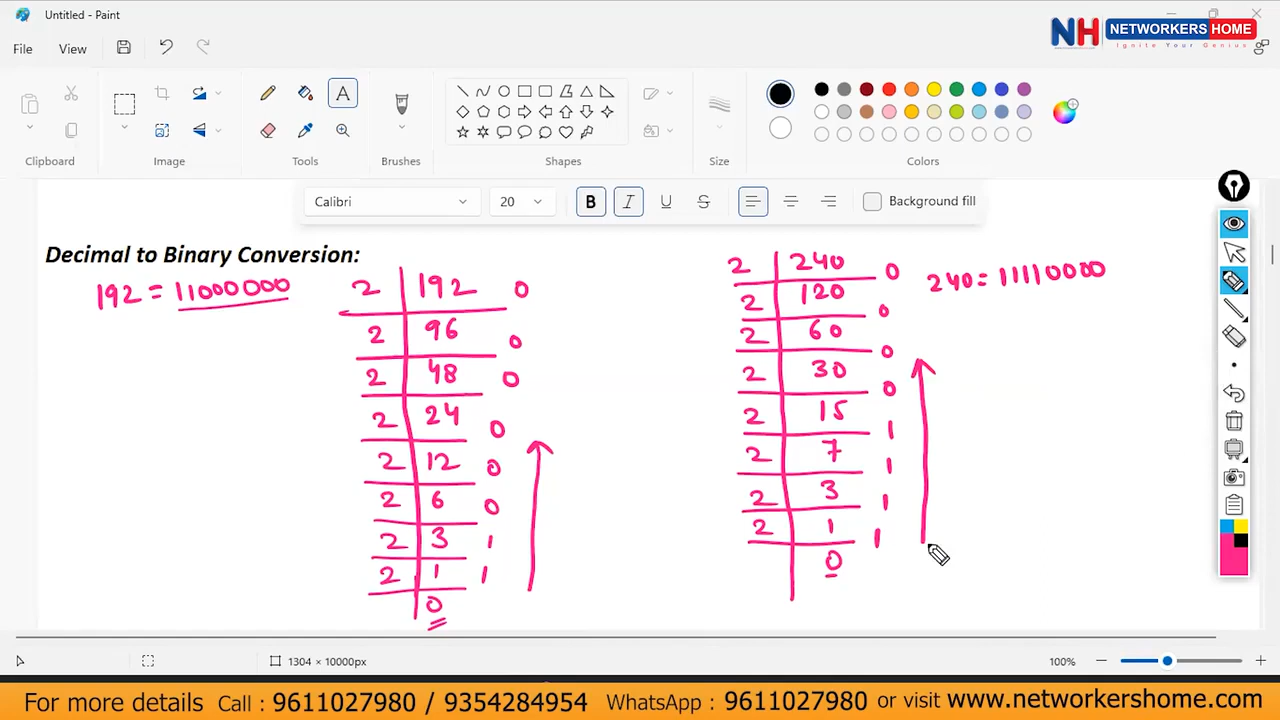 Untitled - Paint
NH NETWORKERS HOME
Ignite Your Genius
File View
Clipboard
Image
Tools
Brushes
Shapes
Size
Colors
Calibri 20 B I U S Background fill
Decimal to Binary Conversion:
192 = 11000000
2 192 0
2 96 0
2 48 0
2 24 0
2 12 0
2 6 0
2 3 1
2 1 1
0
2 240 0
2 120 0
2 60 0
2 30 0
2 15 1
2 7 1
2 3 1
2 1 1
0
240 = 11110000
1304 × 10000px
100%
For more details Call : 9611027980 / 9354284954 WhatsApp : 9611027980 or visit www.networkershome.com